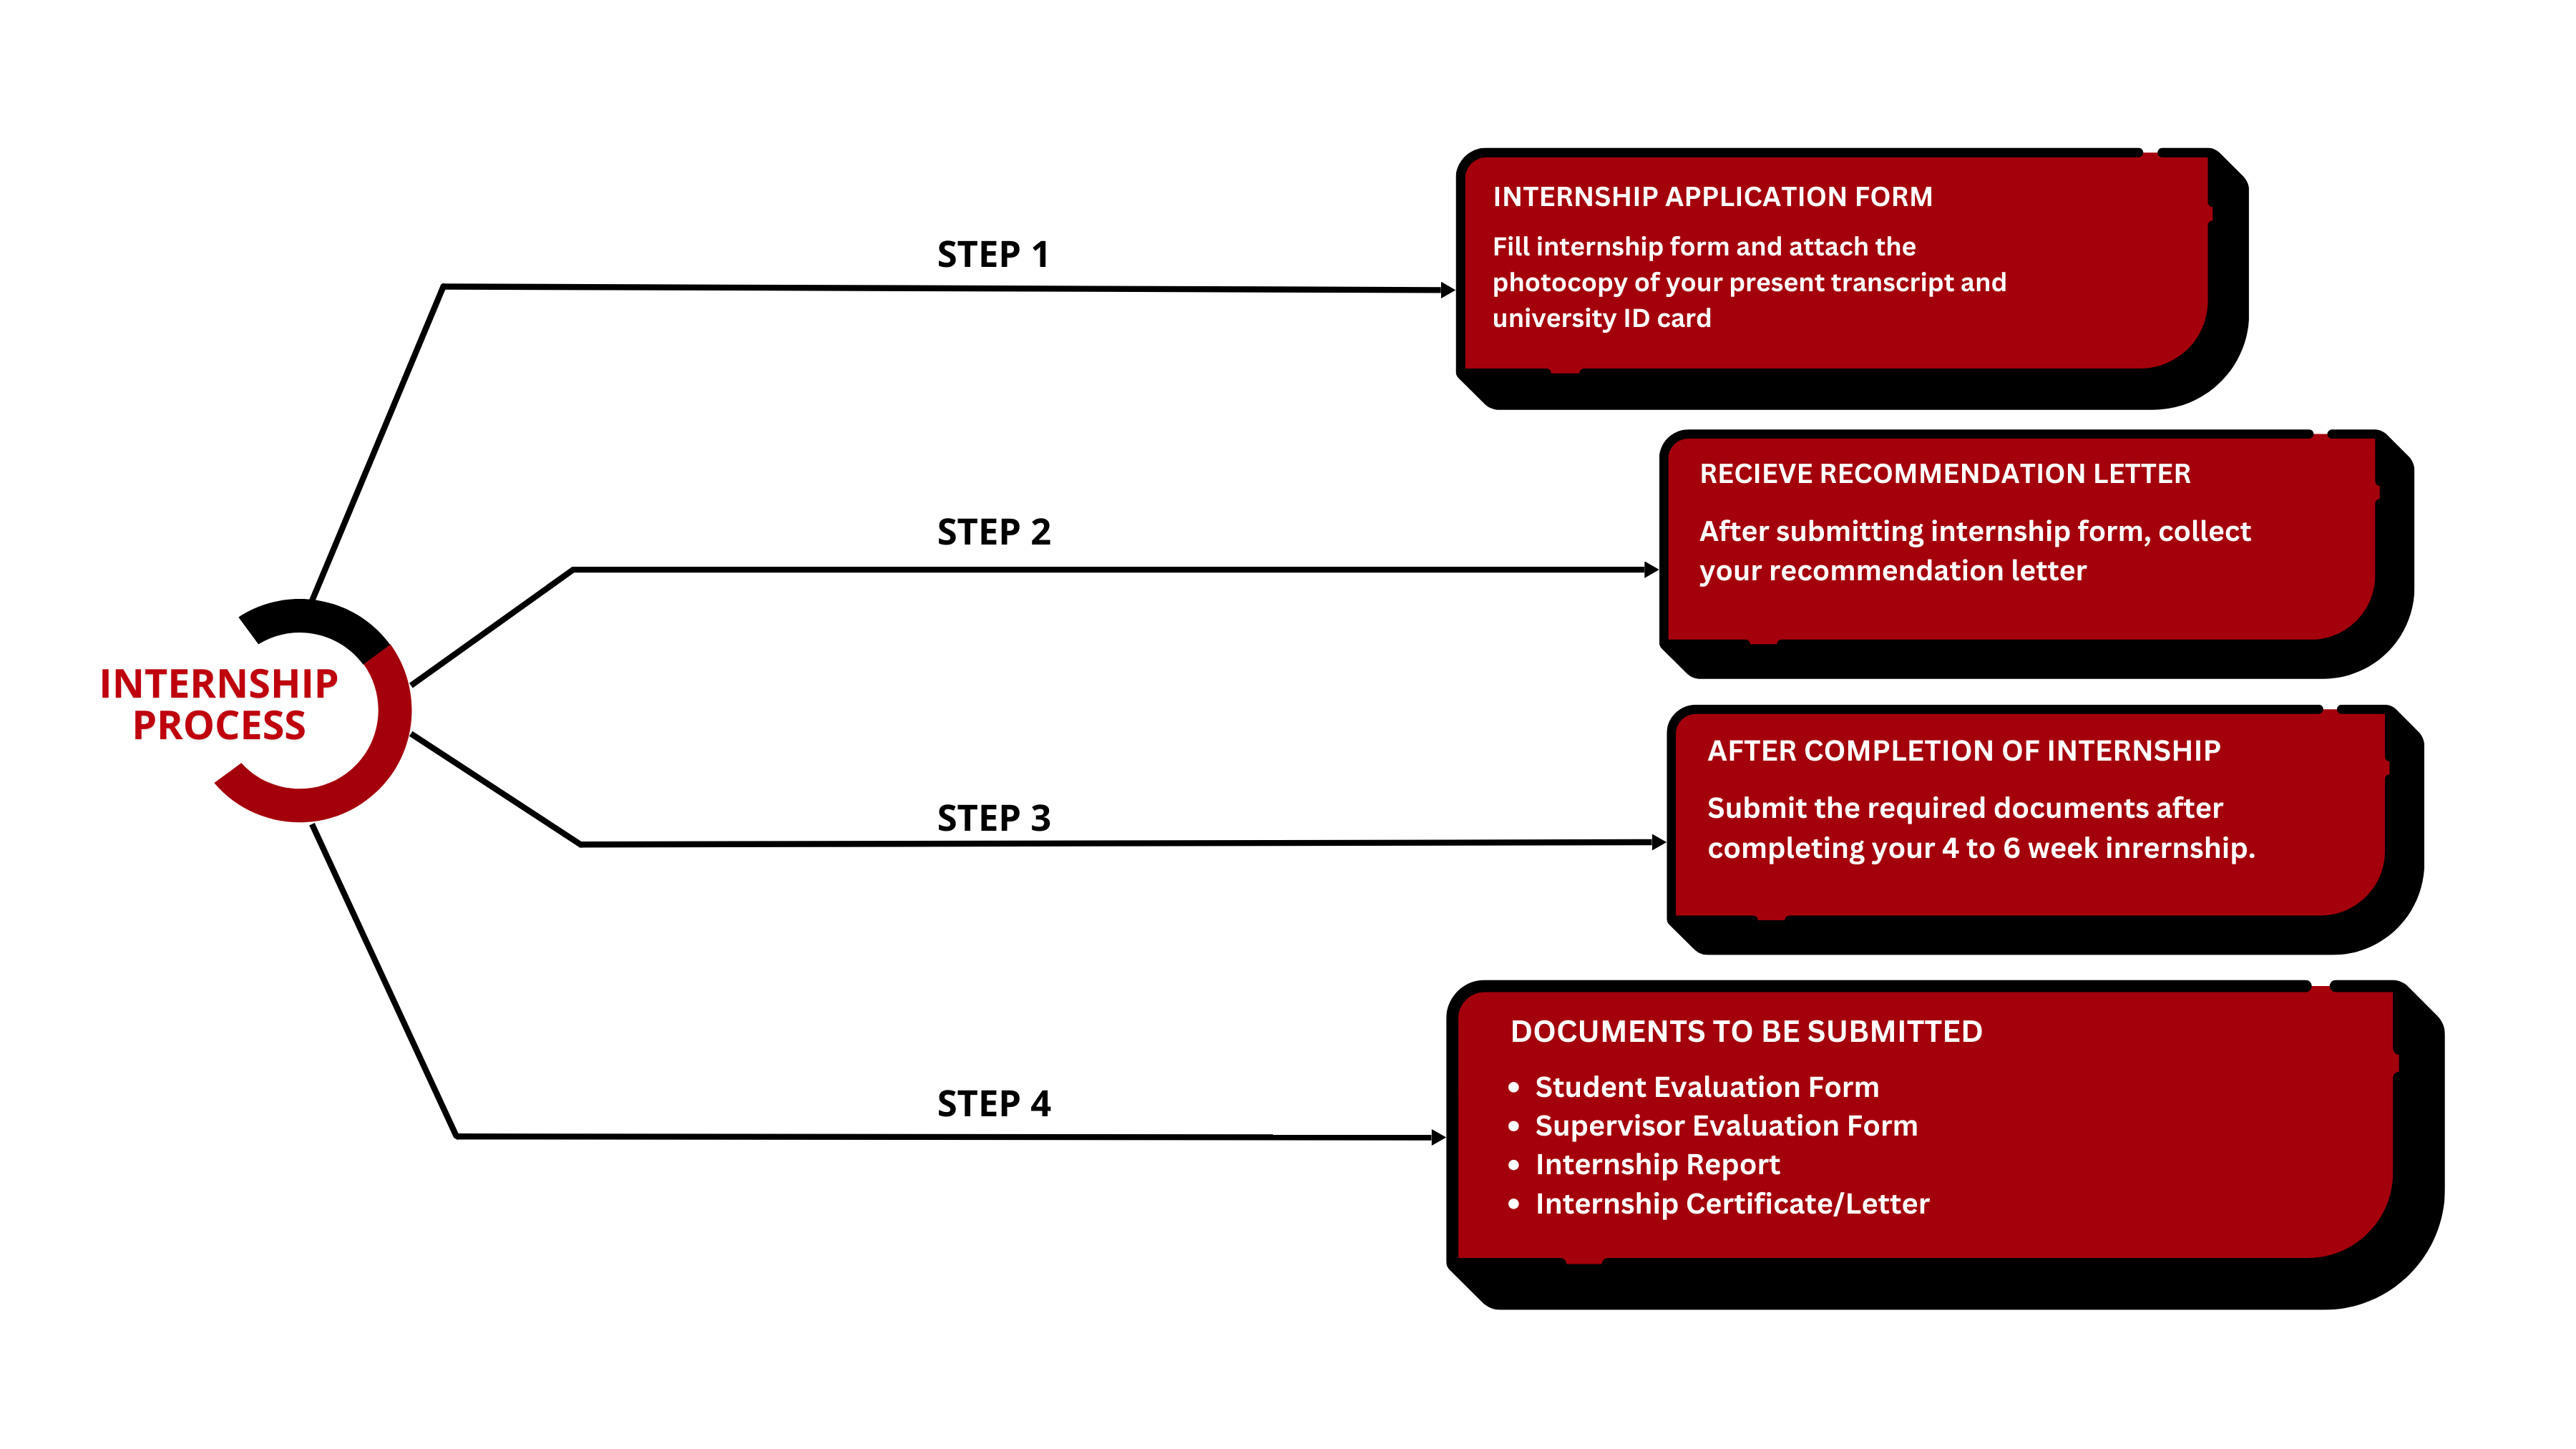 INTERNSHIP
PROCESS
STEP 1
INTERNSHIP APPLICATION FORM
Fill internship form and attach the
photocopy of your present transcript and
university ID card
STEP 2
RECIEVE RECOMMENDATION LETTER
After submitting internship form, collect
your recommendation letter
STEP 3
AFTER COMPLETION OF INTERNSHIP
Submit the required documents after
completing your 4 to 6 week inrernship.
STEP 4
DOCUMENTS TO BE SUBMITTED
• Student Evaluation Form
• Supervisor Evaluation Form
• Internship Report
• Internship Certificate/Letter